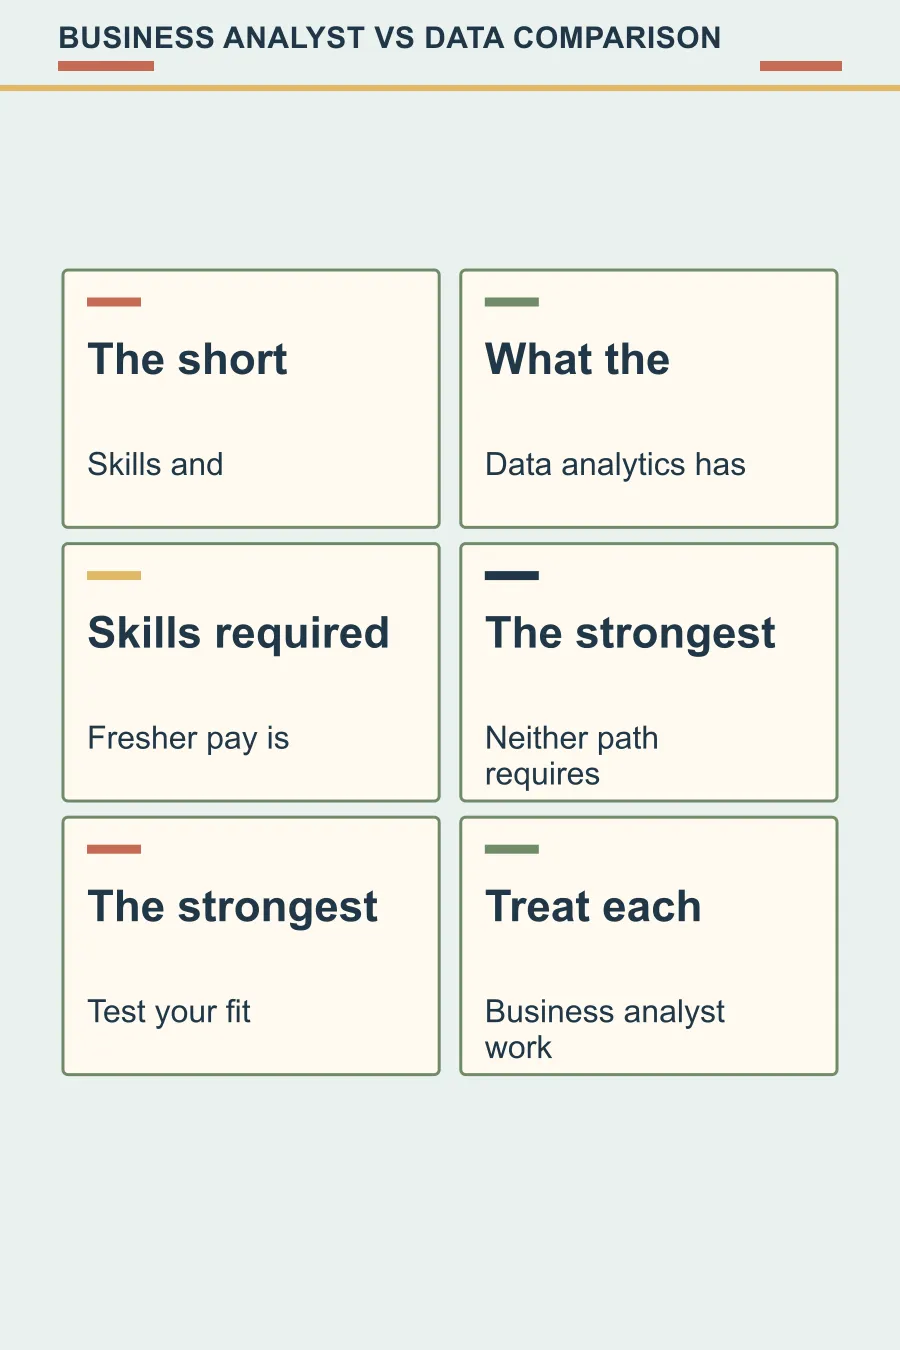 BUSINESS ANALYST VS DATA COMPARISON
The short
Skills and
What the
Data analytics has
Skills required
Fresher pay is
The strongest
Neither path
requires
The strongest
Test your fit
Treat each
Business analyst
work